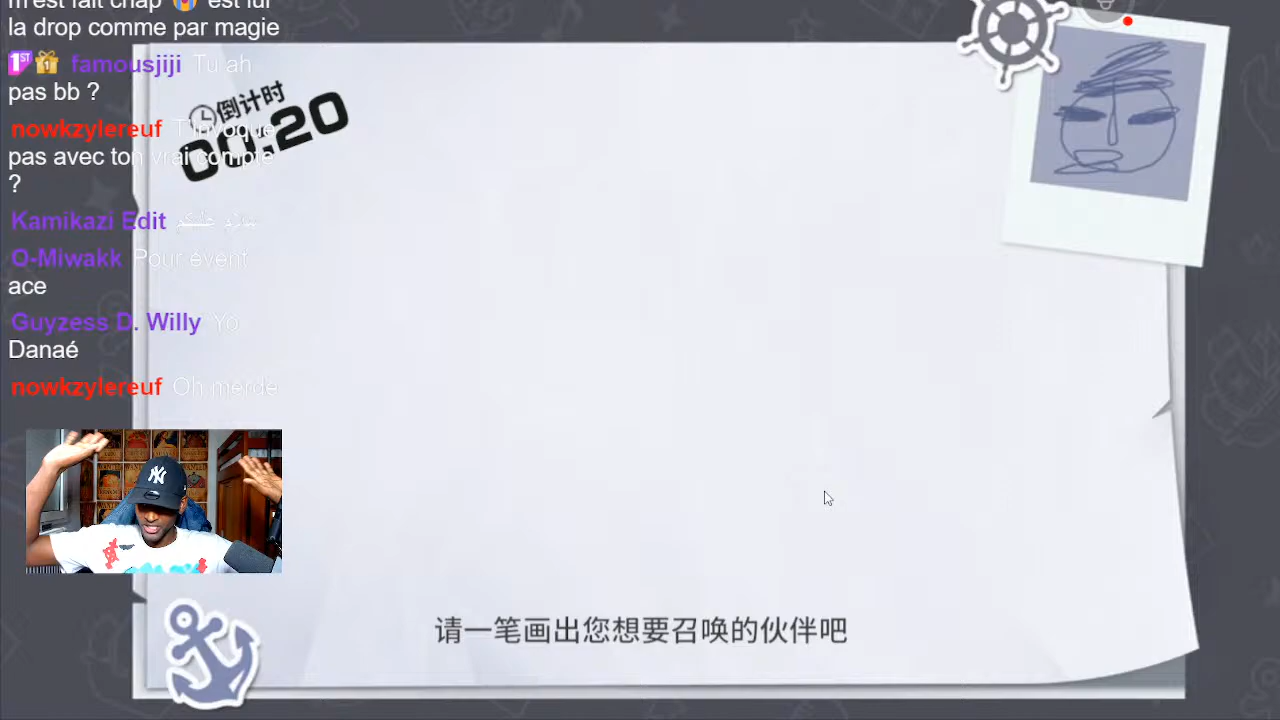 m'est fait chap 😭 est lui
la drop comme par magie
famousjiji Tu ah
pas bb ?
nowkzylereuf T'invoque
pas avec ton vrai compte
?
Kamikazi Edit
O-Miwakk Pour event
ace
Guyzess D. Willy Yo
Danaé
nowkzylereuf Oh merde
倒计时
00:20
请一笔画出您想要召唤的伙伴吧